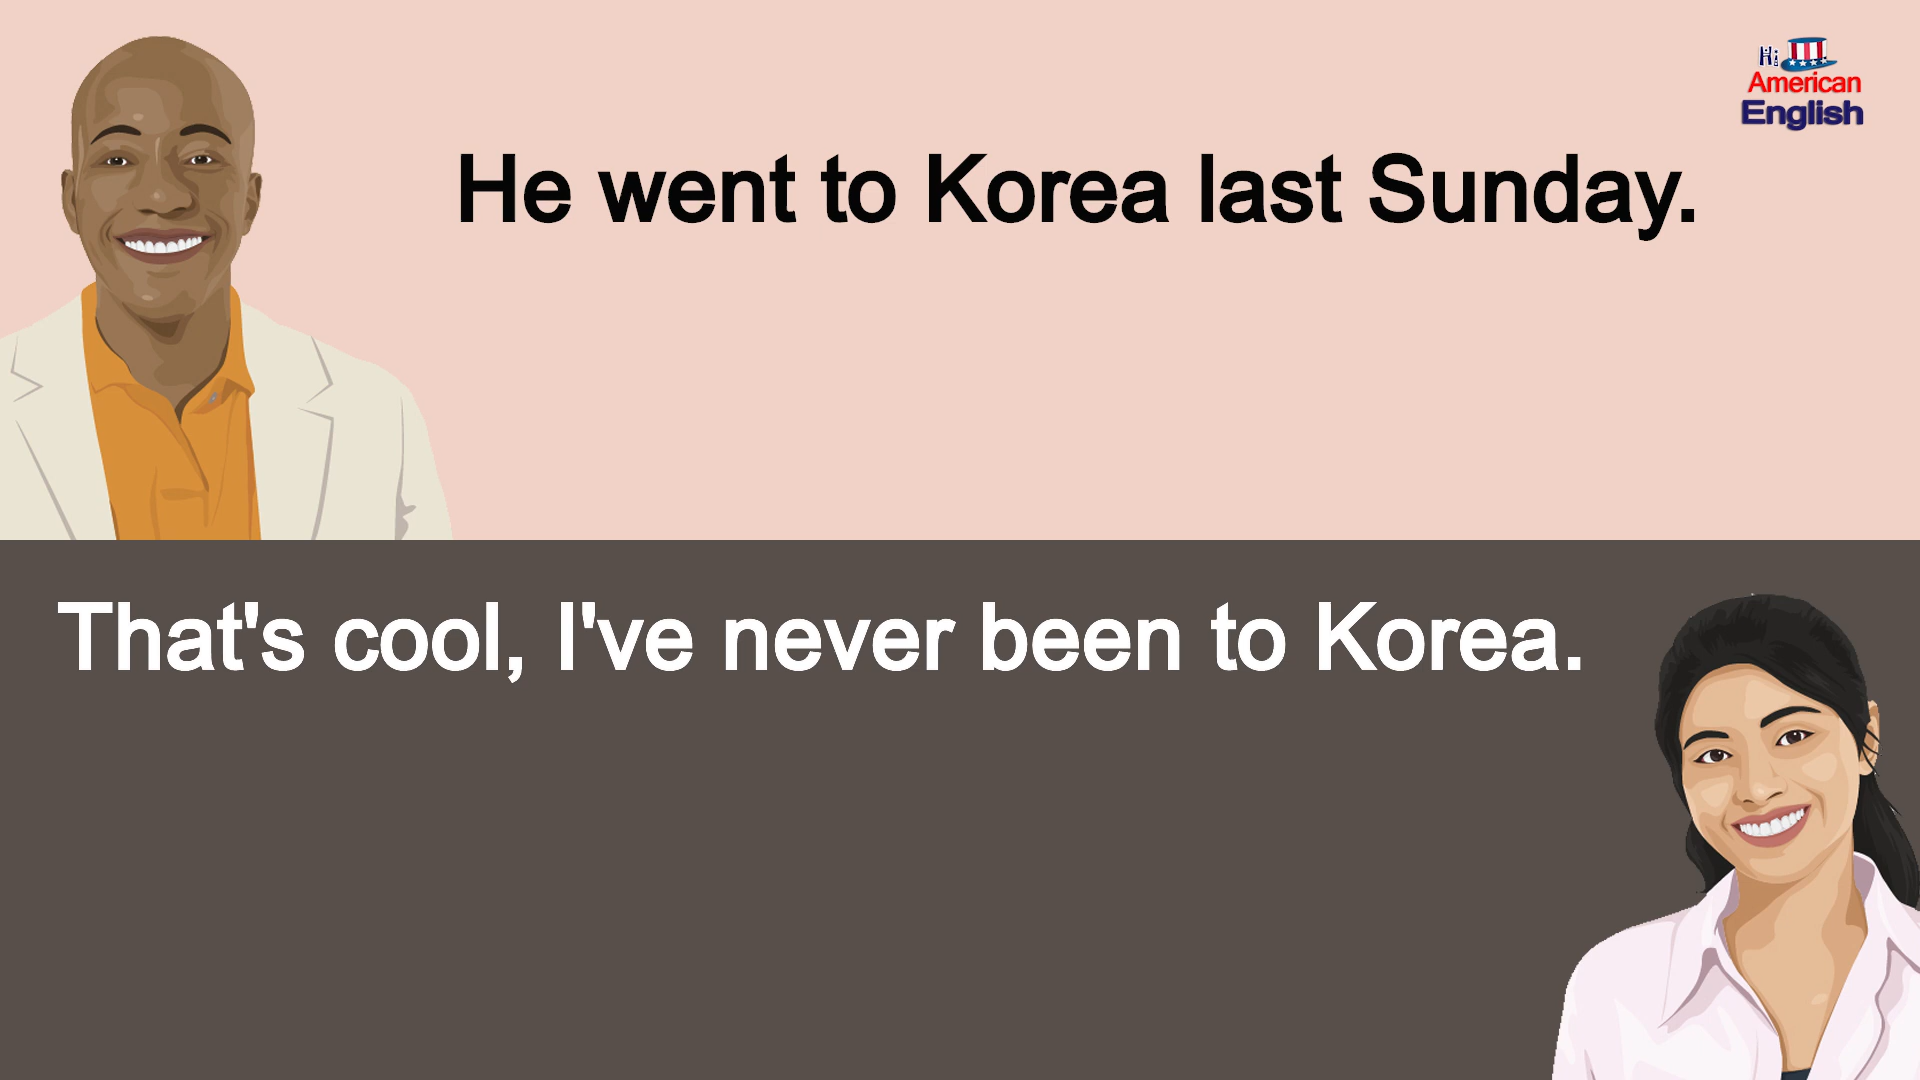 Hi
American
English
He went to Korea last Sunday.
That's cool, I've never been to Korea.